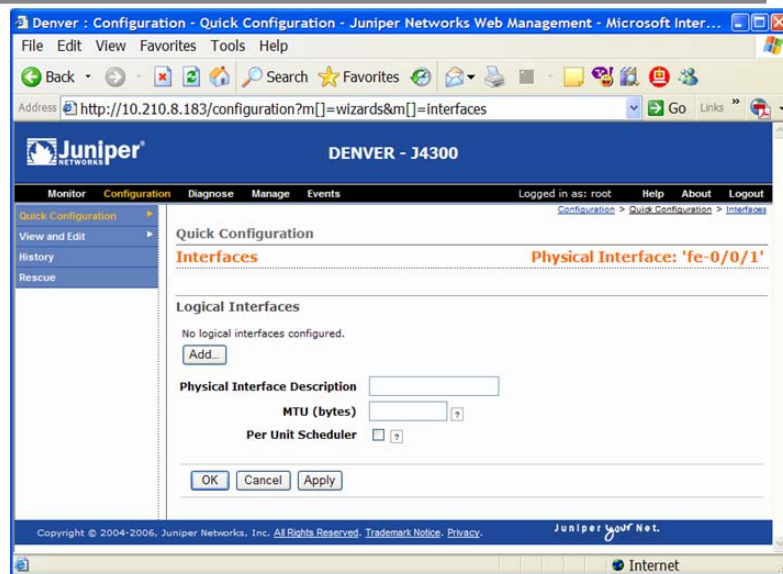 Denver : Configuration - Quick Configuration - Juniper Networks Web Management - Microsoft Inter...
File Edit View Favorites Tools Help
Back Search Favorites
Address http://10.210.8.183/configuration?m[]=wizards&m[]=interfaces Go Links »
Juniper®
NETWORKS
DENVER - J4300
Monitor Configuration Diagnose Manage Events Logged in as: root Help About Logout
Configuration > Quick Configuration > Interfaces
Quick Configuration
View and Edit
History
Rescue
Quick Configuration
Interfaces Physical Interface: 'fe-0/0/1'
Logical Interfaces
No logical interfaces configured.
Add...
Physical Interface Description
MTU (bytes) ?
Per Unit Scheduler ?
OK Cancel Apply
Copyright © 2004-2006, Juniper Networks, Inc. All Rights Reserved. Trademark Notice. Privacy. Juniper your Net.
Internet